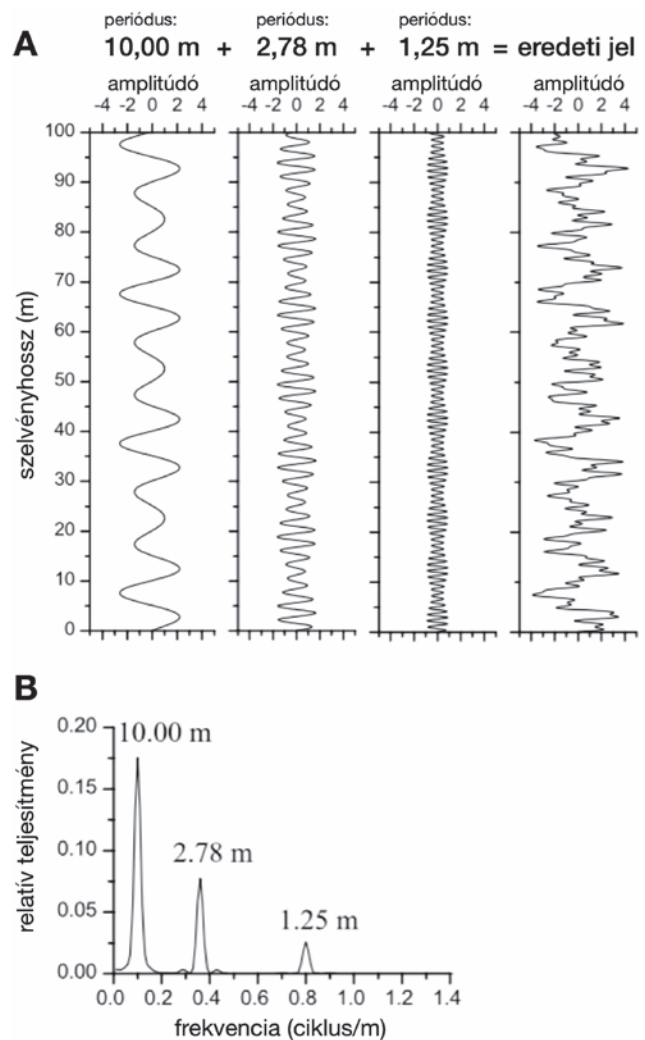 A
periódus: periódus: periódus:
10,00 m + 2,78 m + 1,25 m = eredeti jel
amplitúdó amplitúdó amplitúdó amplitúdó
-4 -2 0 2 4 -4 -2 0 2 4 -4 -2 0 2 4 -4 -2 0 2 4
100
90
80
70
60
50
40
30
20
10
0
szelvényhossz (m)
B
0.20
0.15
0.10
0.05
0.00
relatív teljesítmény
10.00 m
2.78 m
1.25 m
0.0 0.2 0.4 0.6 0.8 1.0 1.2 1.4
frekvencia (ciklus/m)